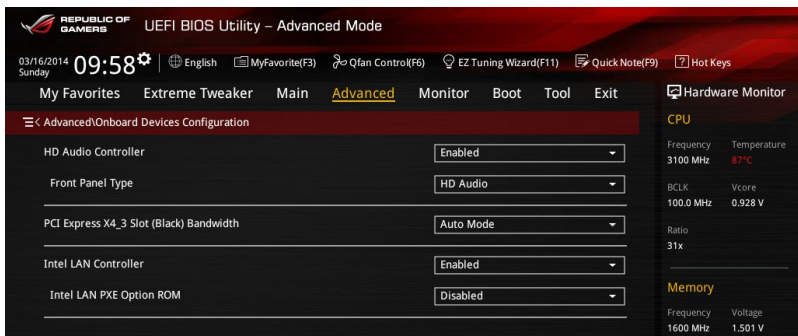 REPUBLIC OF
GAMERS
UEFI BIOS Utility – Advanced Mode
03/16/2014
Sunday
09:58
English
MyFavorite(F3)
Qfan Control(F6)
EZ Tuning Wizard(F11)
Quick Note(F9)
? Hot Keys
My Favorites
Extreme Tweaker
Main
Advanced
Monitor
Boot
Tool
Exit
Hardware Monitor
< Advanced\Onboard Devices Configuration
HD Audio Controller
Enabled
Front Panel Type
HD Audio
PCI Express X4_3 Slot (Black) Bandwidth
Auto Mode
Intel LAN Controller
Enabled
Intel LAN PXE Option ROM
Disabled
CPU
Frequency Temperature
3100 MHz 87°C
BCLK Vcore
100.0 MHz 0.928 V
Ratio
31x
Memory
Frequency Voltage
1600 MHz 1.501 V